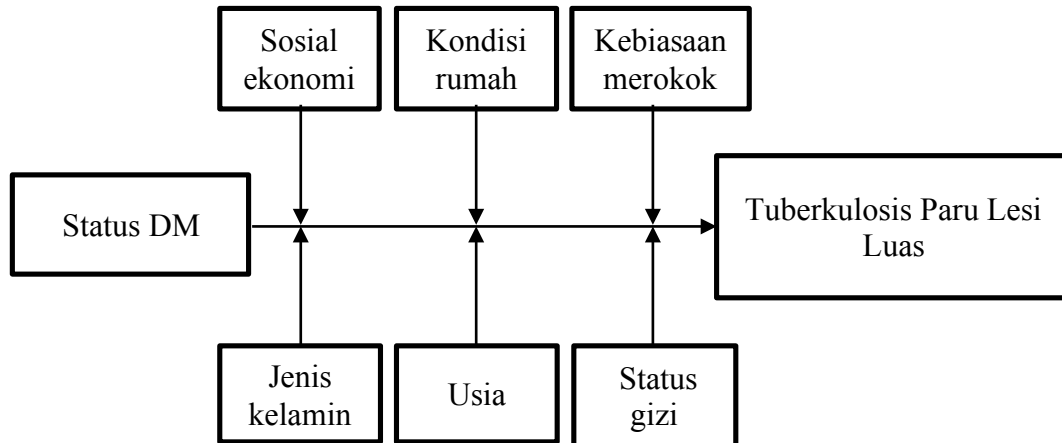 Sosial
ekonomi
Kondisi
rumah
Kebiasaan
merokok
Status DM
Tuberkulosis Paru Lesi
Luas
Jenis
kelamin
Usia
Status
gizi